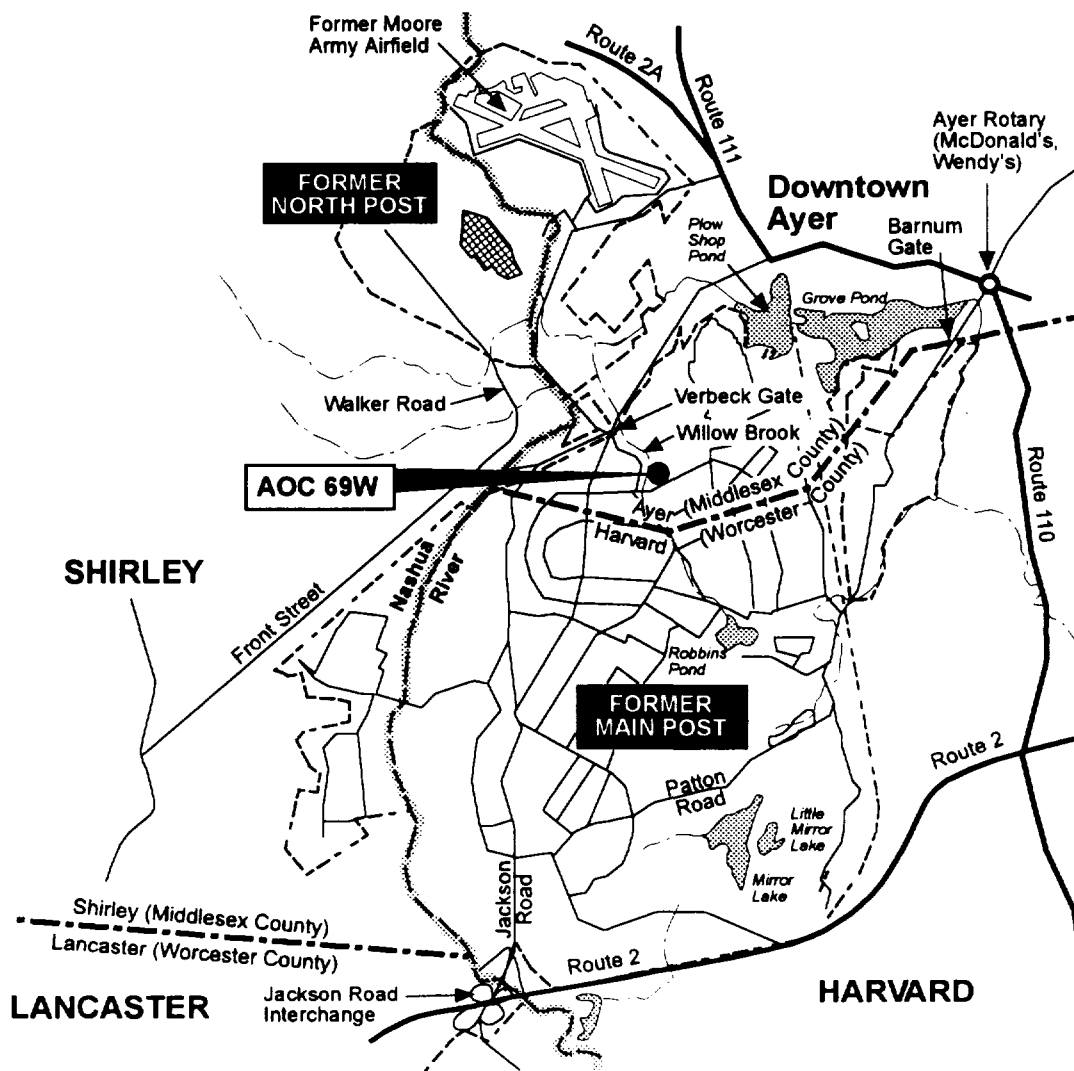 Former Moore
Army Airfield
Route 2A
Route 111
Ayer Rotary
(McDonald's,
Wendy's)
FORMER
NORTH POST
Downtown
Ayer
Barnum
Gate
Plow
Shop
Pond
Grove Pond
Walker Road
Verbeck Gate
Willow Brook
AOC 69W
Ayer (Middlesex County)
Harvard (Worcester County)
Route 110
SHIRLEY
Nashua
River
Front Street
Robbins
Pond
FORMER
MAIN POST
Route 2
Patton
Road
Little
Mirror
Lake
Mirror
Lake
Jackson
Road
Shirley (Middlesex County)
Lancaster (Worcester County)
Route 2
LANCASTER
Jackson Road
Interchange
HARVARD